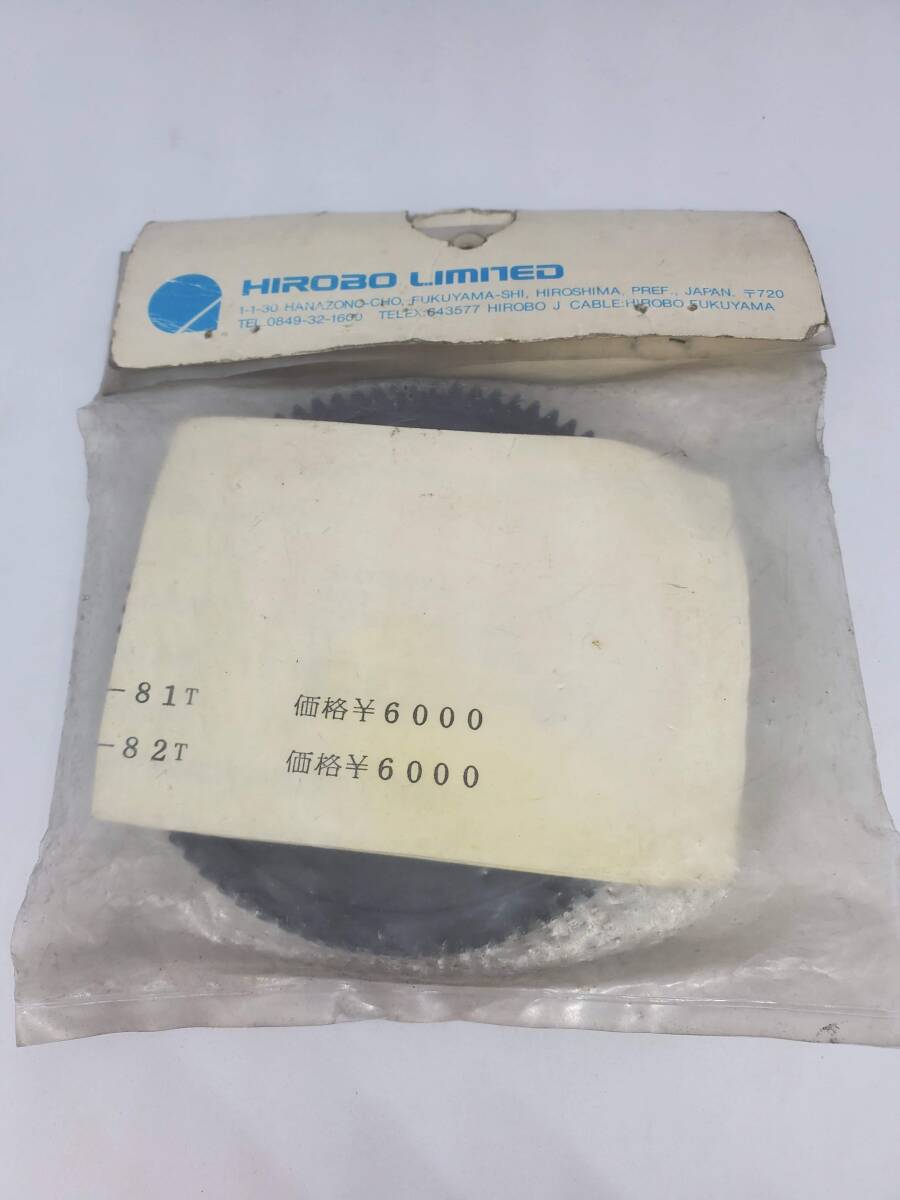 HIROBO LIMITED
1-1-30 HANAZONO-CHO, FUKUYAMA-SHI, HIROSHIMA, PREF., JAPAN, 〒720
TEL 0849-32-1600 TELEX:643577 HIROBO J CABLE:HIROBO FUKUYAMA
-81T 価格¥6000
-82T 価格¥6000